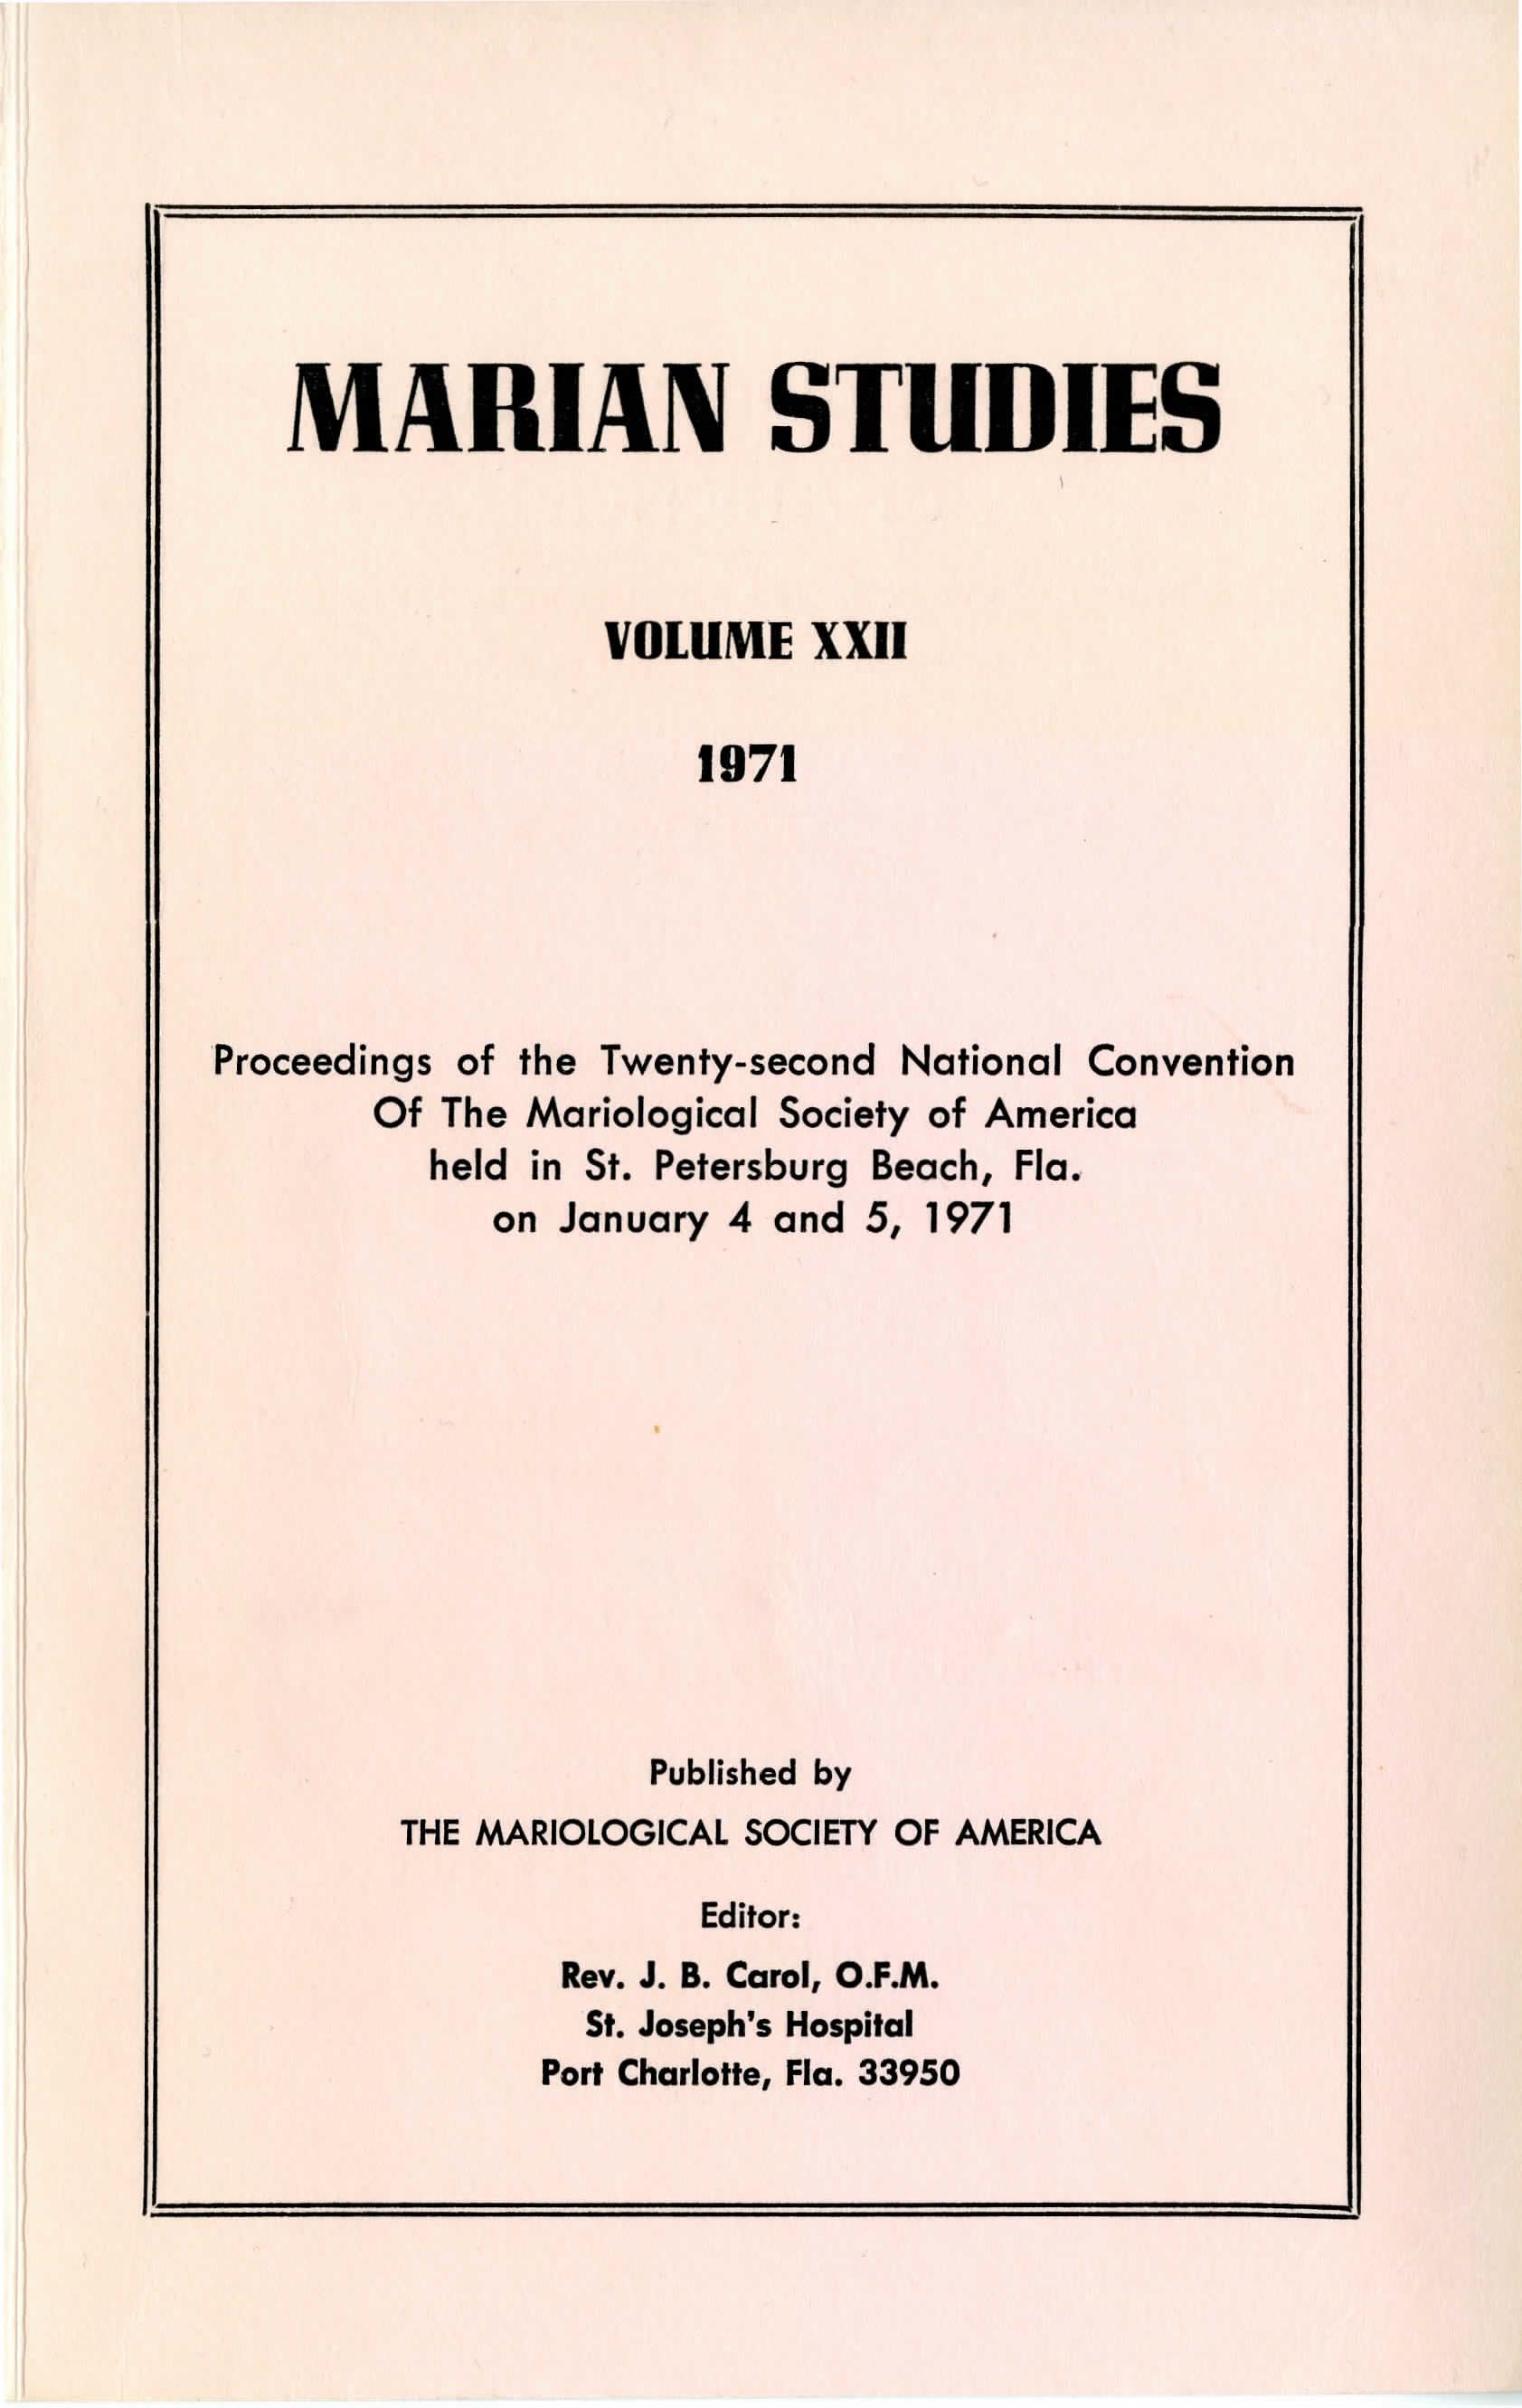 MARIAN STUDIES
VOLUME XXII
1971
Proceedings of the Twenty-second National Convention
Of The Mariological Society of America
held in St. Petersburg Beach, Fla.
on January 4 and 5, 1971
Published by
THE MARIOLOGICAL SOCIETY OF AMERICA
Editor:
Rev. J. B. Carol, O.F.M.
St. Joseph's Hospital
Port Charlotte, Fla. 33950